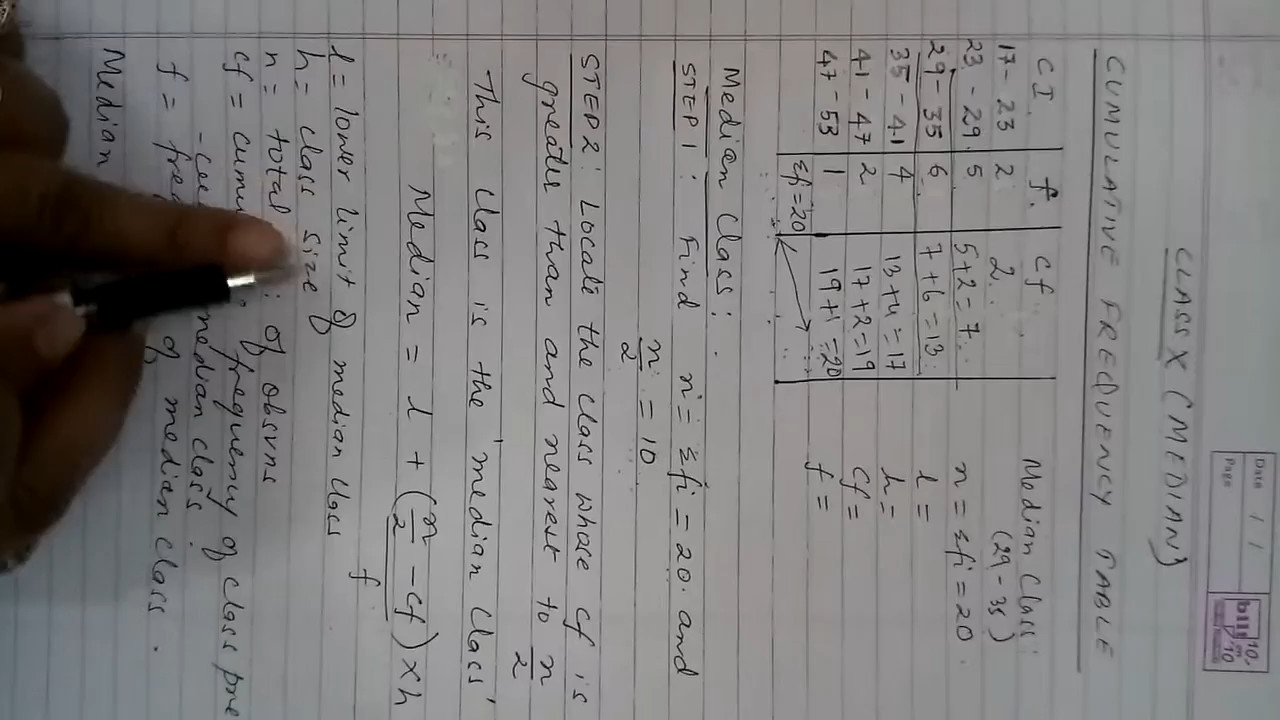 Date / /
Page
CLASS X (MEDIAN)
CUMULATIVE FREQUENCY TABLE
C.I. f. cf
17 - 23 2 2
23 - 29 5 5+2=7
29 - 35 6 7+6=13
35 - 41 4 13+4=17
41 - 47 2 17+2=19
47 - 53 1 19+1=20
Σfi=20
Median Class:
(29 - 35)
n = Σfi = 20
l =
h =
cf =
f =
Median Class:
STEP 1: Find n = Σfi = 20 and
n/2 = 10
STEP 2: Locate the class whose cf is
greater than and nearest to n/2
This class is the 'median class'
Median = l + (n/2 - cf)/f × h
l = lower limit of median class
h = class size
n = total of obsvns
cf = frequency of class pre
median class
f = of median class.
Median